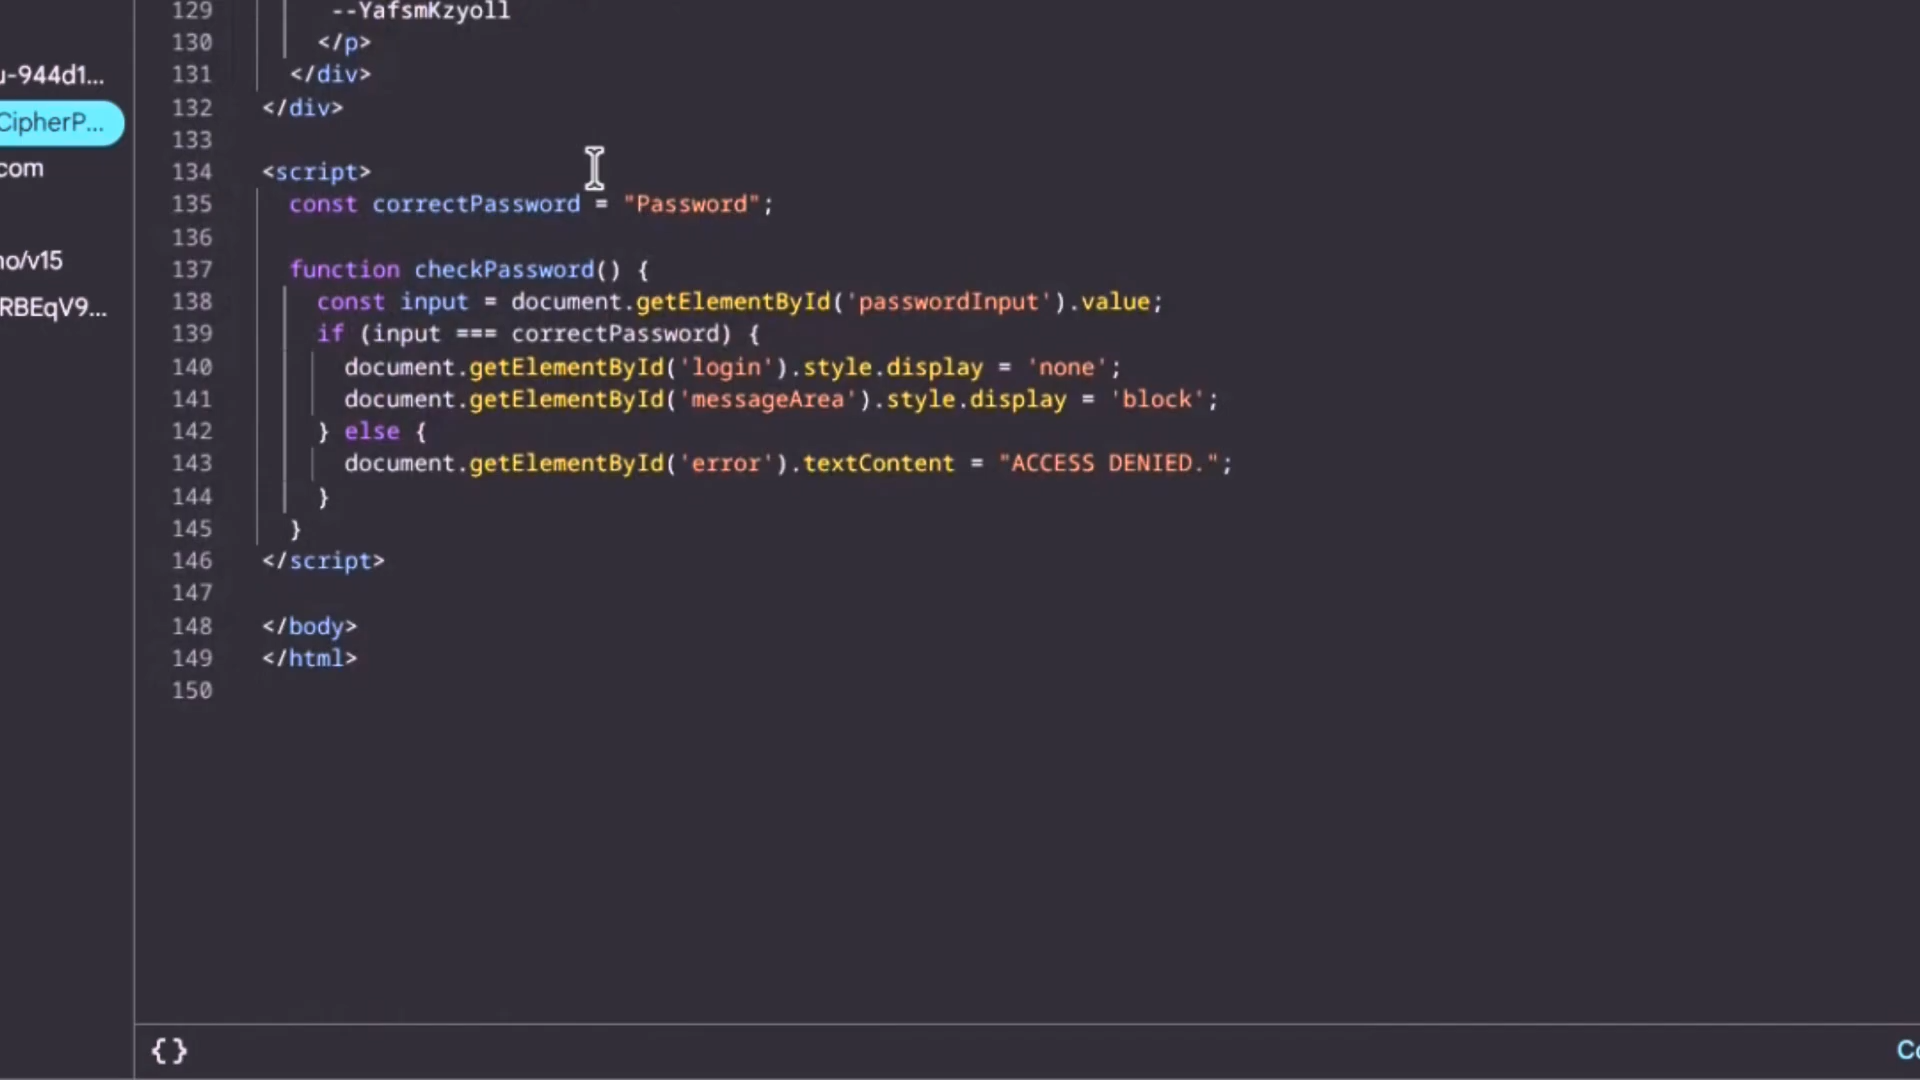 129 --YafsmKzyoll
130 </p>
u-944d1...
131 </div>
CipherP...
132 </div>
133
.com
134 <script>
135 const correctPassword = "Password";
136
no/v15
137 function checkPassword() {
RBEqV9...
138 const input = document.getElementById('passwordInput').value;
139 if (input === correctPassword) {
140 document.getElementById('login').style.display = 'none';
141 document.getElementById('messageArea').style.display = 'block';
142 } else {
143 document.getElementById('error').textContent = "ACCESS DENIED.";
144 }
145 }
146 </script>
147
148 </body>
149 </html>
150
{}
Co